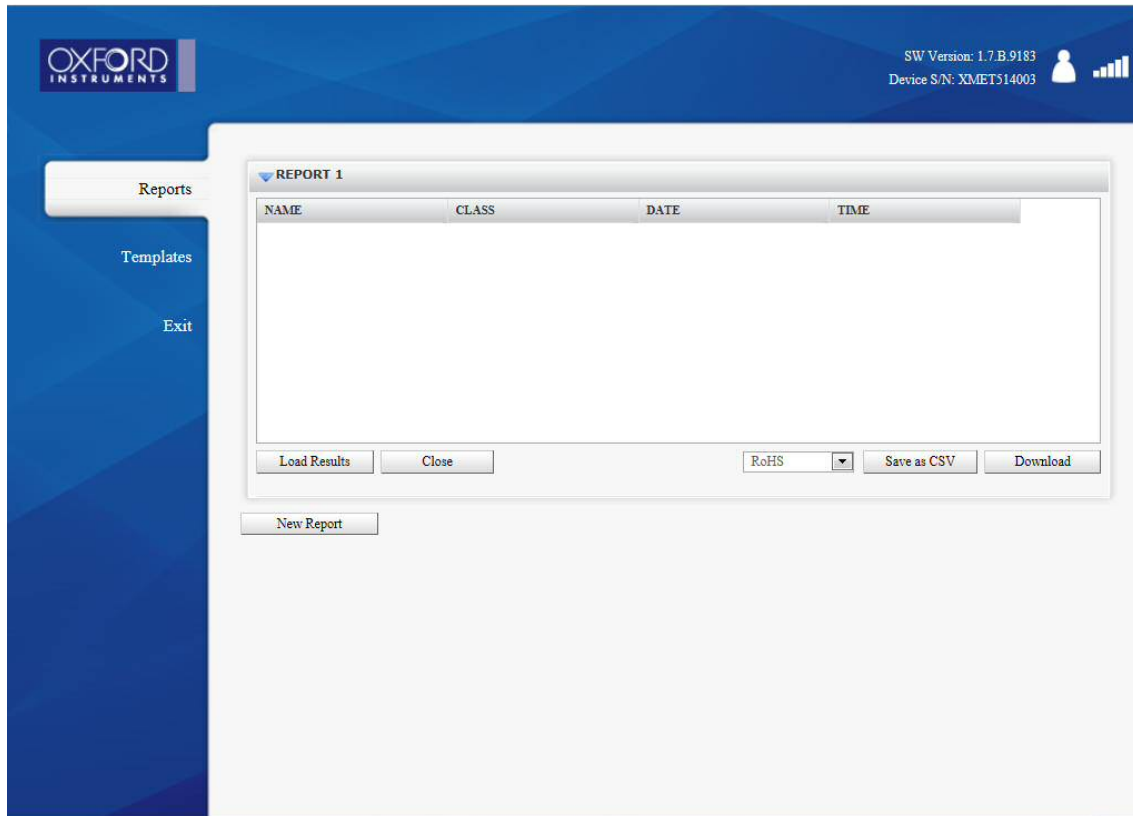 OXFORD
INSTRUMENTS
SW Version: 1.7.B.9183
Device S/N: XMET514003
Reports
Templates
Exit
REPORT 1
NAME CLASS DATE TIME
Load Results Close RoHS Save as CSV Download
New Report